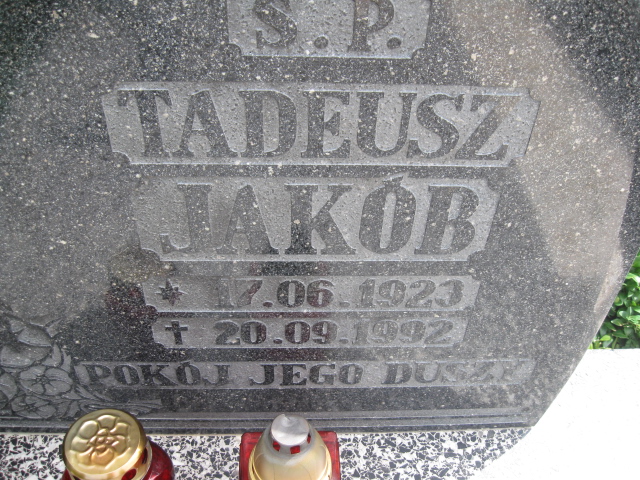 Ś.P.
TADEUSZ
JAKÓB
* 17.06.1923
† 20.09.1992
POKÓJ JEGO DUSZY